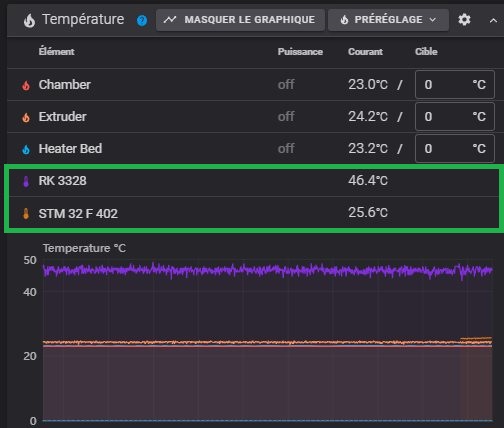 Température ? MASQUER LE GRAPHIQUE PRÉRÉGLAGE
Élément Puissance Courant Cible
Chamber off 23.0°C / 0 °C
Extruder off 24.2°C / 0 °C
Heater Bed off 23.2°C / 0 °C
RK 3328 46.4°C
STM 32 F 402 25.6°C
Temperature °C
50
40
20
0